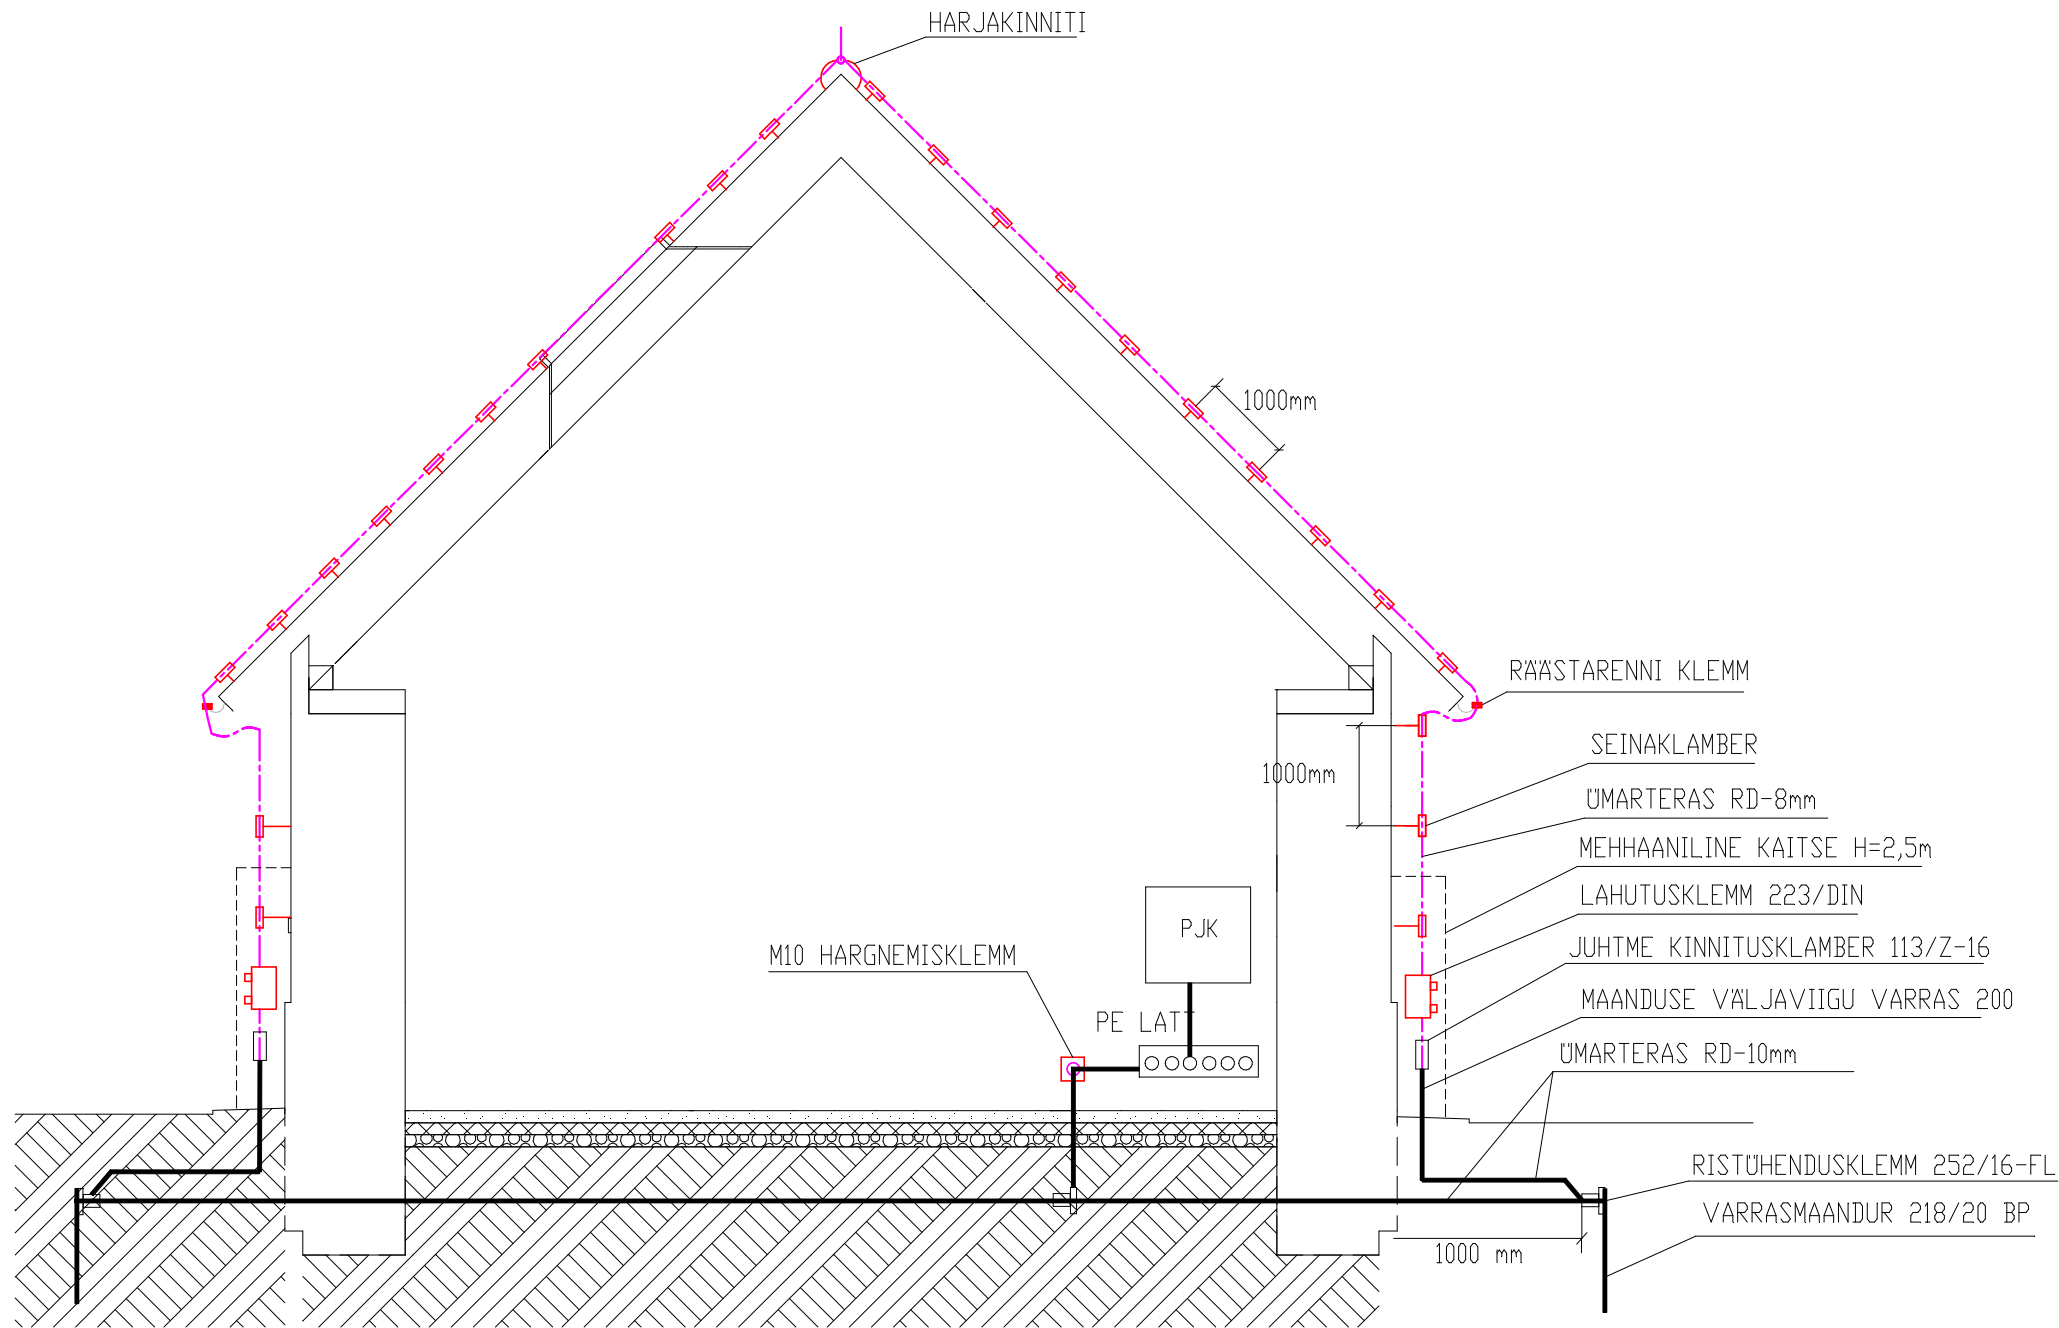 HARJAKINNITI
1000mm
RÄÄSTARENNI KLEMM
SEINAKLAMBER
1000mm
ÜMARTERAS RD-8mm
MEHHAANILINE KAITSE H=2,5m
LAHUTUSKLEMM 223/DIN
PJK
M10 HARGNEMISKLEMM
JUHTME KINNITUSKLAMBER 113/Z-16
MAANDUSE VÄLJAVIIGU VARRAS 200
PE LATT
ÜMARTERAS RD-10mm
RISTÜHENDUSKLEMM 252/16-FL
VARRASMAANDUR 218/20 BP
1000 mm